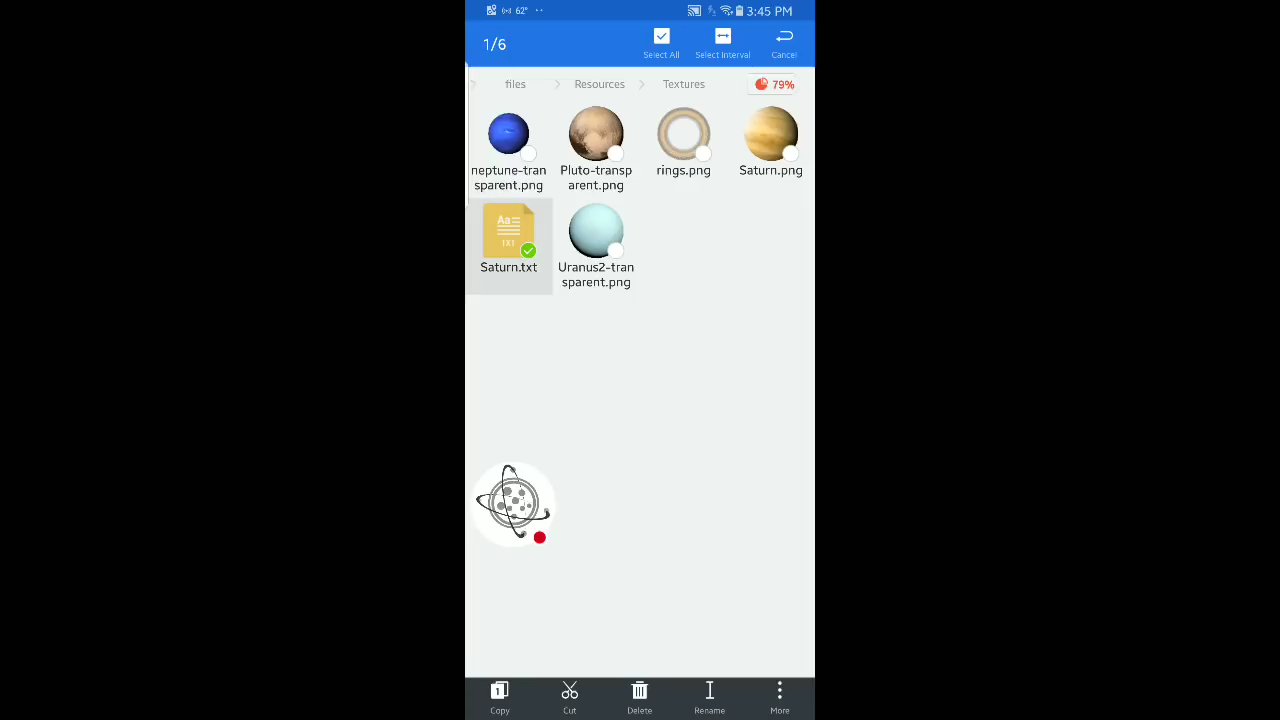 62° ··
3:45 PM
1/6
Select All
Select Interval
Cancel
files
Resources
Textures
79%
neptune-tran
sparent.png
Pluto-transp
arent.png
rings.png
Saturn.png
Aa
TXT
Saturn.txt
Uranus2-tran
sparent.png
1
Copy
Cut
Delete
Rename
More